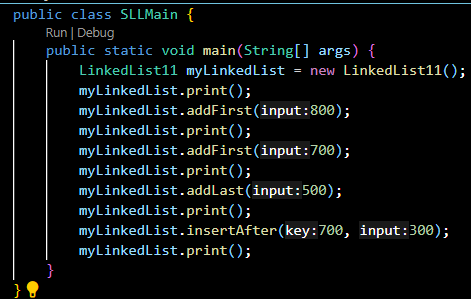 public class SLLMain {
Run | Debug
public static void main(String[] args) {
LinkedList11 myLinkedList = new LinkedList11();
myLinkedList.print();
myLinkedList.addFirst(input:800);
myLinkedList.print();
myLinkedList.addFirst(input:700);
myLinkedList.print();
myLinkedList.addLast(input:500);
myLinkedList.print();
myLinkedList.insertAfter(key:700, input:300);
myLinkedList.print();
}
}